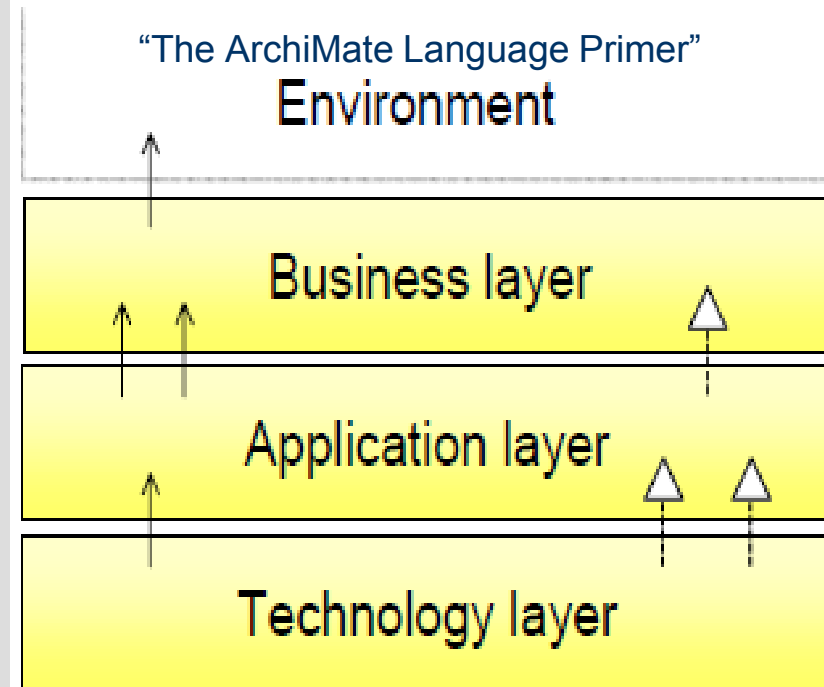 “The ArchiMate Language Primer”
Environment
Business layer
Application layer
Technology layer